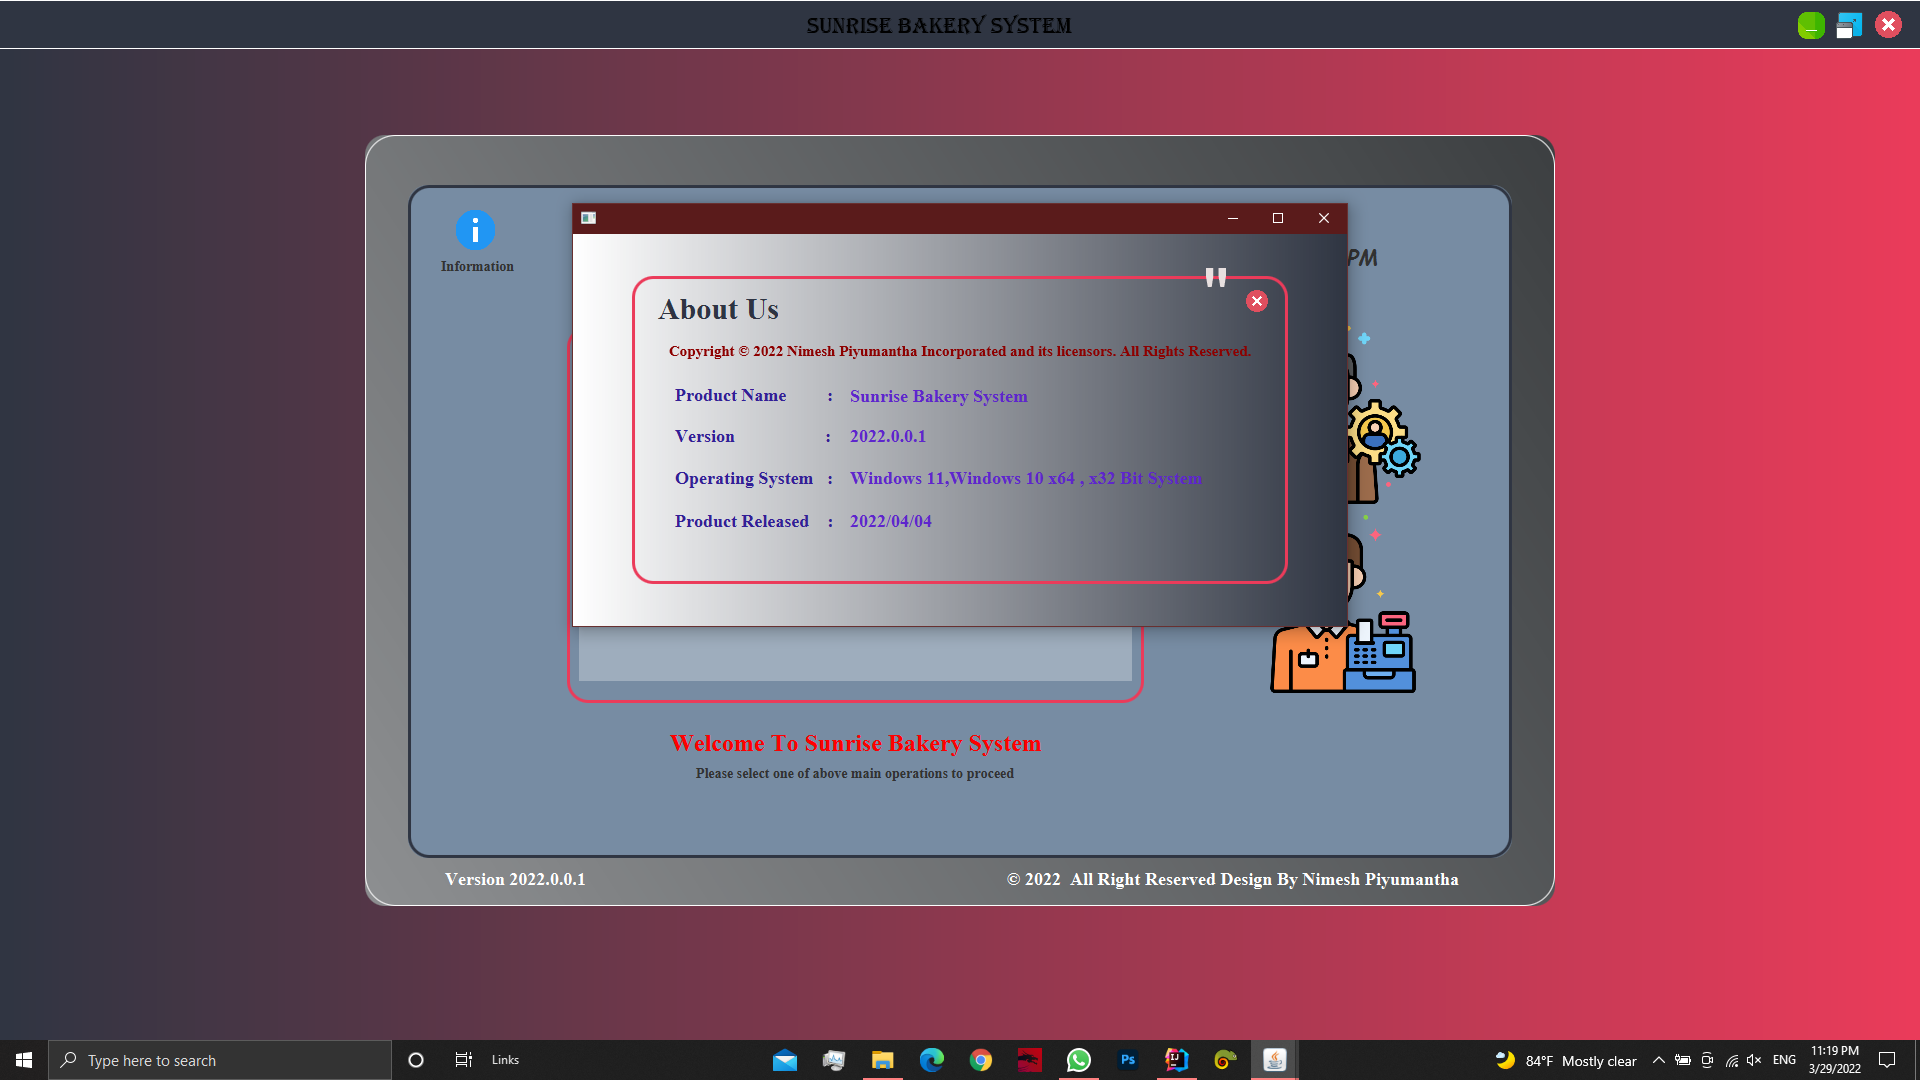 SUNRISE BAKERY SYSTEM
Information
PM
"
About Us
Copyright © 2022 Nimesh Piyumantha Incorporated and its licensors. All Rights Reserved.
Product Name : Sunrise Bakery System
Version : 2022.0.0.1
Operating System : Windows 11,Windows 10 x64 , x32 Bit System
Product Released : 2022/04/04
Welcome To Sunrise Bakery System
Please select one of above main operations to proceed
Version 2022.0.0.1
© 2022 All Right Reserved Design By Nimesh Piyumantha
Type here to search
Links
Ps
84°F Mostly clear
ENG
11:19 PM
3/29/2022